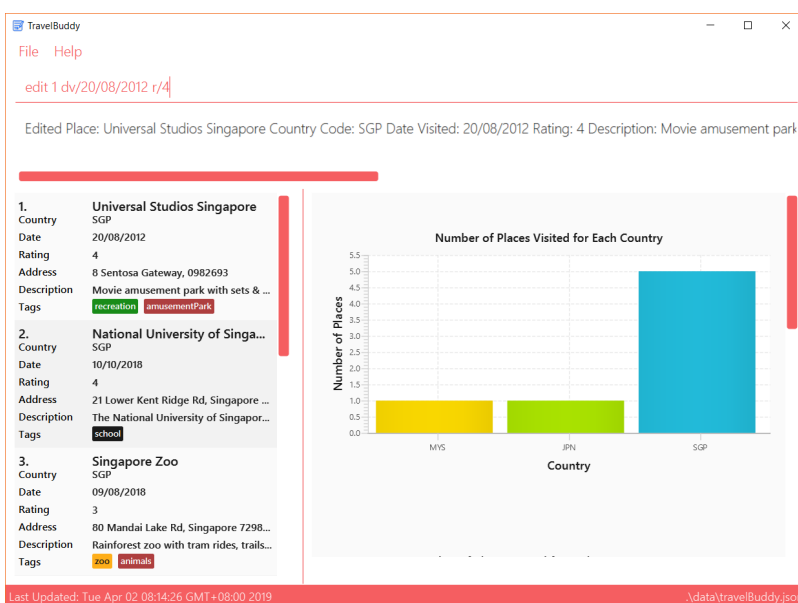 TravelBuddy
File Help
edit 1 dv/20/08/2012 r/4
Edited Place: Universal Studios Singapore Country Code: SGP Date Visited: 20/08/2012 Rating: 4 Description: Movie amusement park
1. Universal Studios Singapore
Country SGP
Date 20/08/2012
Rating 4
Address 8 Sentosa Gateway, 0982693
Description Movie amusement park with sets & ...
Tags recreation amusementPark
2. National University of Singa...
Country SGP
Date 10/10/2018
Rating 4
Address 21 Lower Kent Ridge Rd, Singapore ...
Description The National University of Singapor...
Tags school
3. Singapore Zoo
Country SGP
Date 09/08/2018
Rating 3
Address 80 Mandai Lake Rd, Singapore 7298...
Description Rainforest zoo with tram rides, trails...
Tags zoo animals
Number of Places Visited for Each Country
Number of Places
5.5
5.0
4.5
4.0
3.5
3.0
2.5
2.0
1.5
1.0
0.5
0.0
MYS JPN SGP
Country
Last Updated: Tue Apr 02 08:14:26 GMT+08:00 2019 .\data\travelBuddy.json